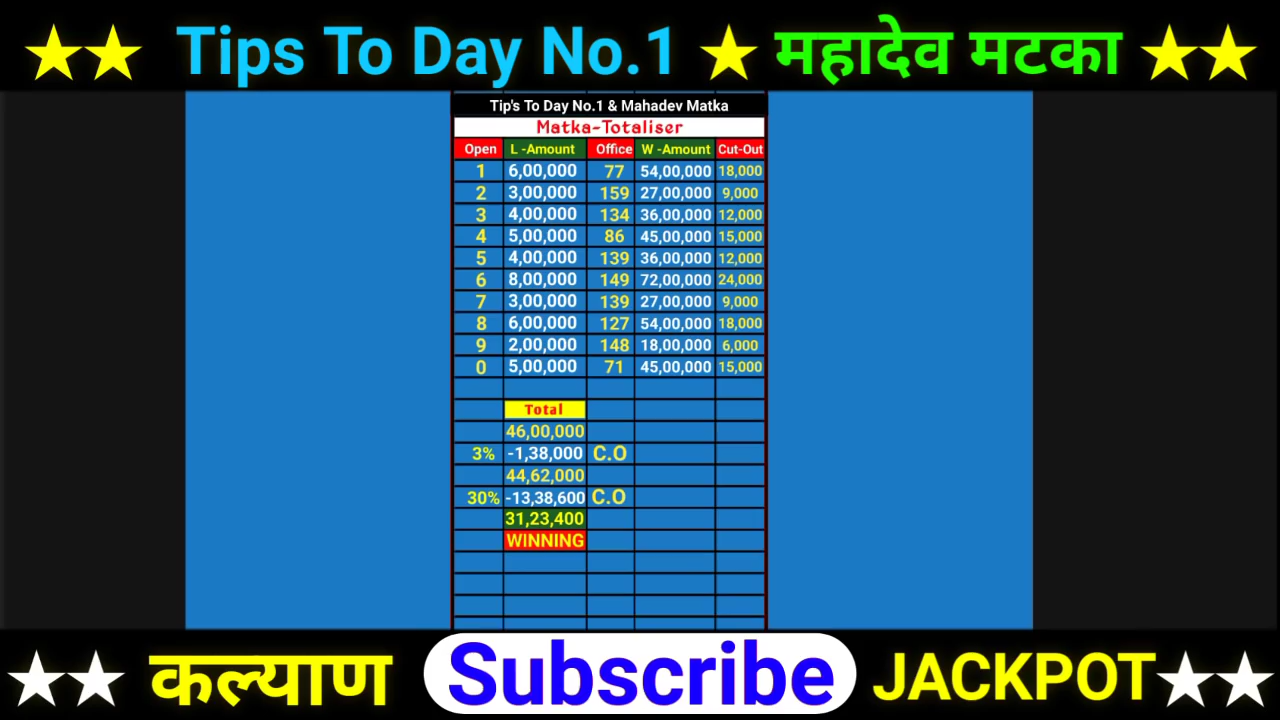 ★★ Tips To Day No.1 ★ महादेव मटका ★★
Tip's To Day No.1 & Mahadev Matka
Matka-Totaliser
Open L -Amount Office W -Amount Cut-Out
1 6,00,000 77 54,00,000 18,000
2 3,00,000 159 27,00,000 9,000
3 4,00,000 134 36,00,000 12,000
4 5,00,000 86 45,00,000 15,000
5 4,00,000 139 36,00,000 12,000
6 8,00,000 149 72,00,000 24,000
7 3,00,000 139 27,00,000 9,000
8 6,00,000 127 54,00,000 18,000
9 2,00,000 148 18,00,000 6,000
0 5,00,000 71 45,00,000 15,000
Total
46,00,000
3% -1,38,000 C.O
44,62,000
30% -13,38,600 C.O
31,23,400
WINNING
★★ कल्याण Subscribe JACKPOT★★